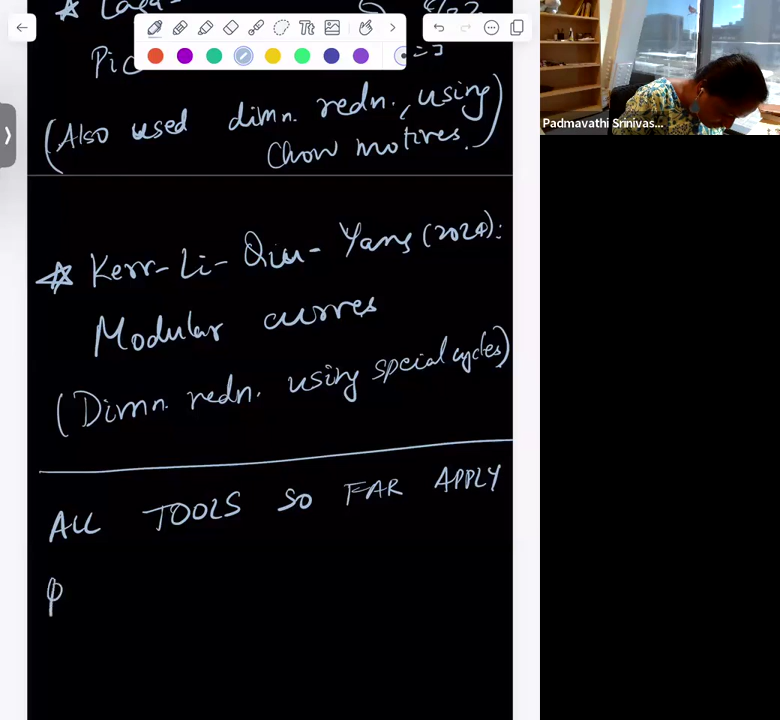 Pic
(Also used dimn. redn., using
Chow motives.)
☆ Kerr-Li-Qiu-Yang (2024):
Modular curves
(Dimn. redn. using special cycles)
ALL TOOLS SO FAR APPLY
Padmavathi Srinivas...
Tt